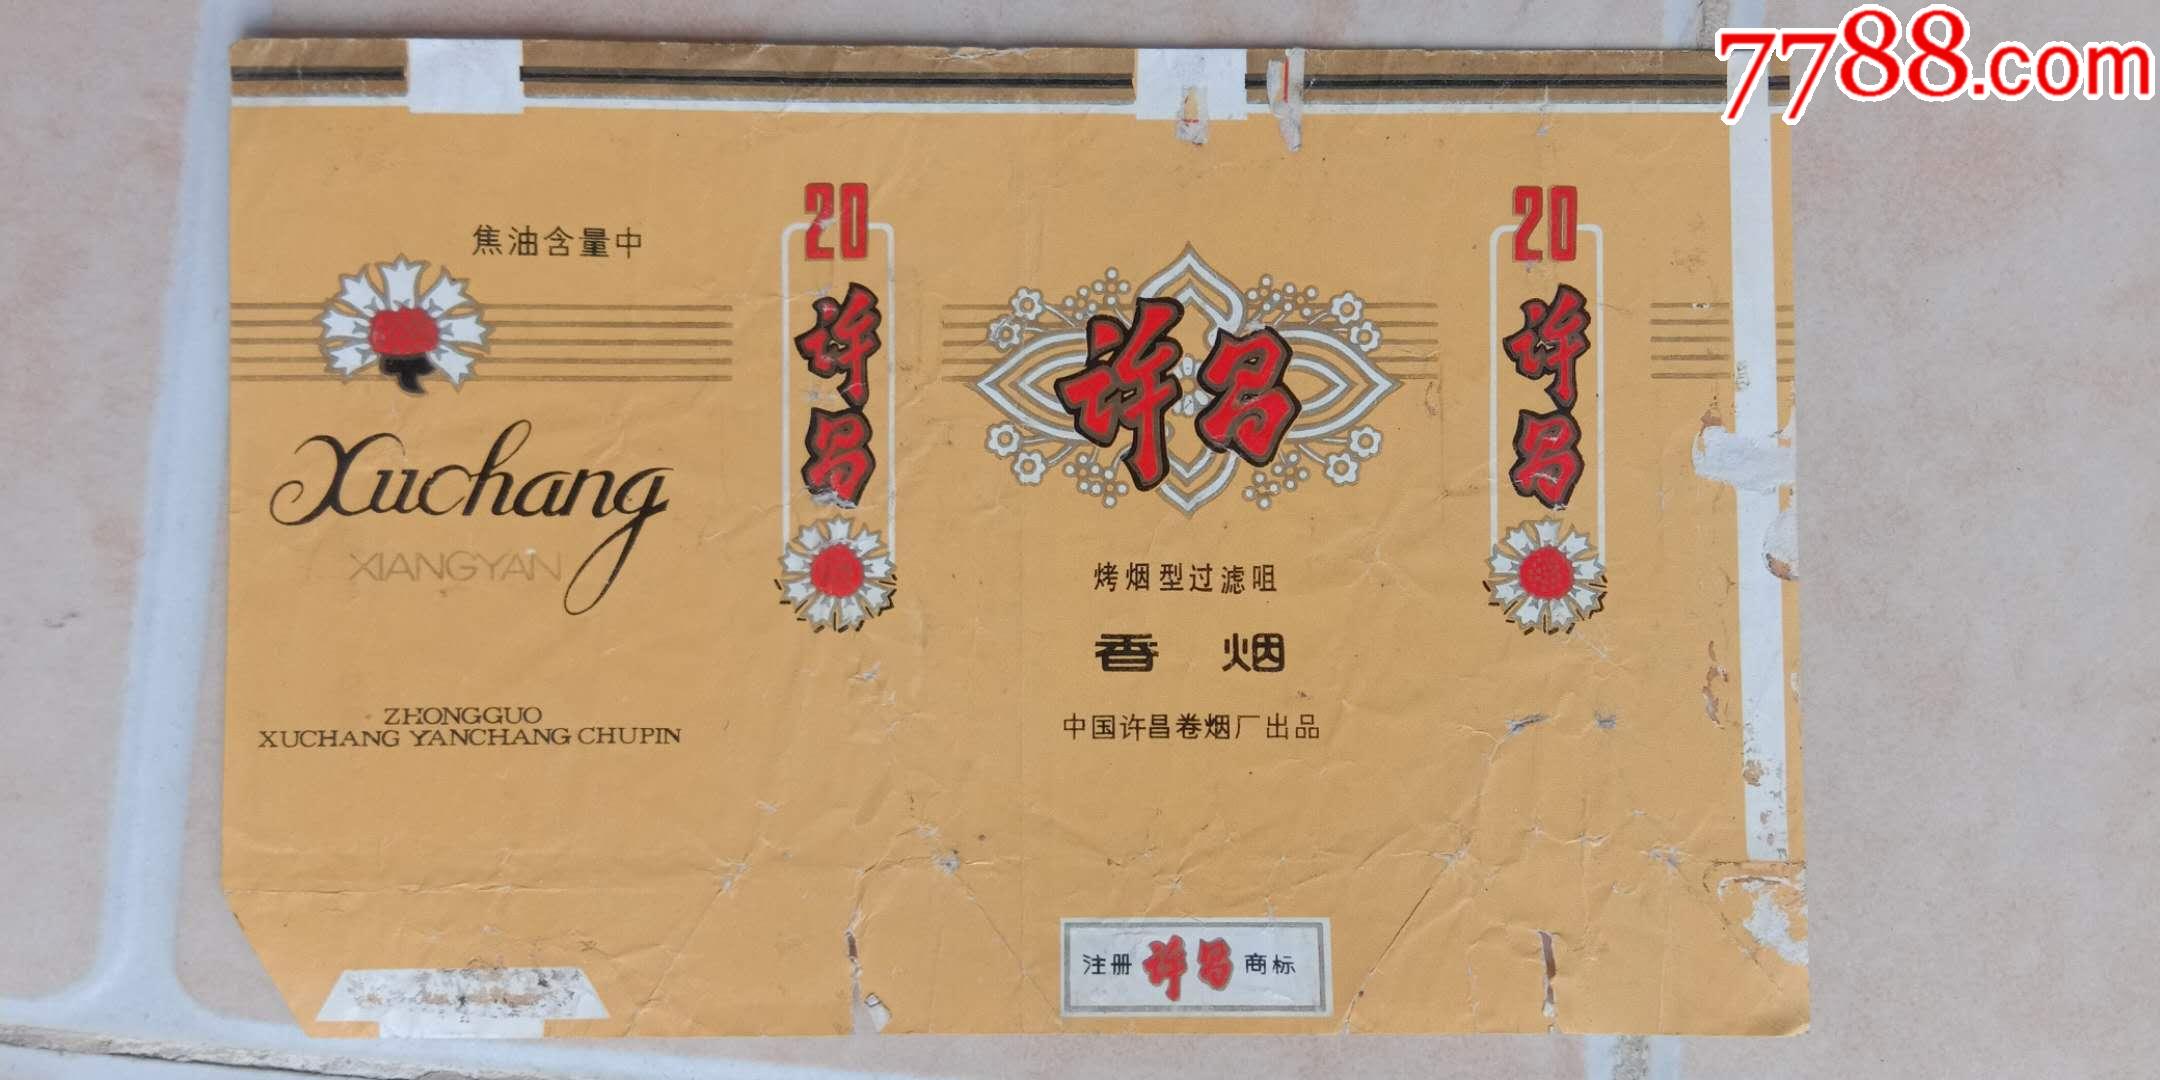 7788.com
焦油含量中
Xuchang
XIANGYAN
ZHONGGUO
XUCHANG YANCHANG CHUPIN
20
许昌
许昌
烤烟型过滤咀
香烟
中国许昌卷烟厂出品
注册 许昌 商标
20
许昌